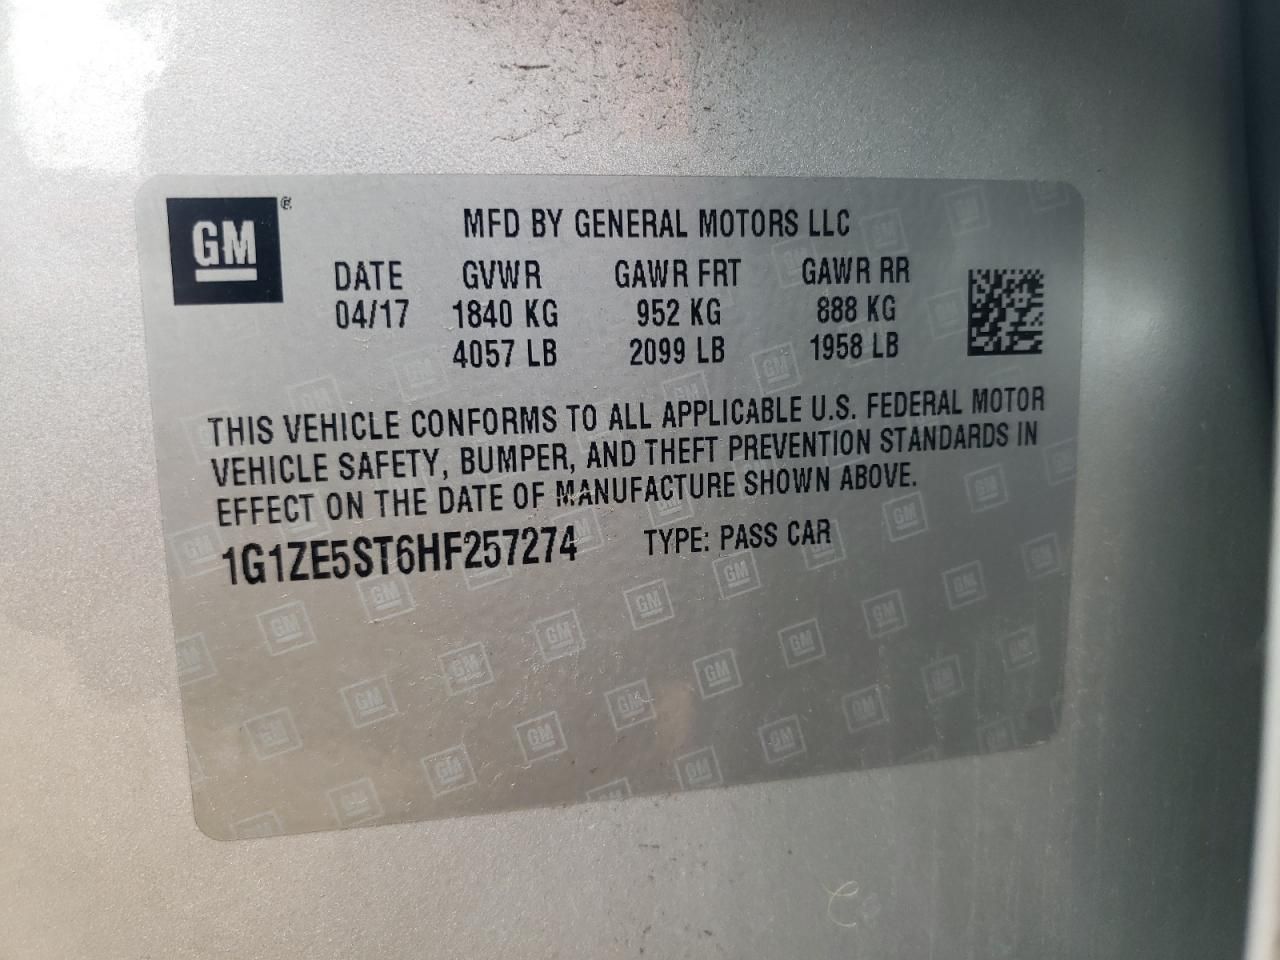 GM ®
MFD BY GENERAL MOTORS LLC
DATE GVWR GAWR FRT GAWR RR
04/17 1840 KG 952 KG 888 KG
4057 LB 2099 LB 1958 LB
THIS VEHICLE CONFORMS TO ALL APPLICABLE U.S. FEDERAL MOTOR
VEHICLE SAFETY, BUMPER, AND THEFT PREVENTION STANDARDS IN
EFFECT ON THE DATE OF MANUFACTURE SHOWN ABOVE.
1G1ZE5ST6HF257274 TYPE: PASS CAR